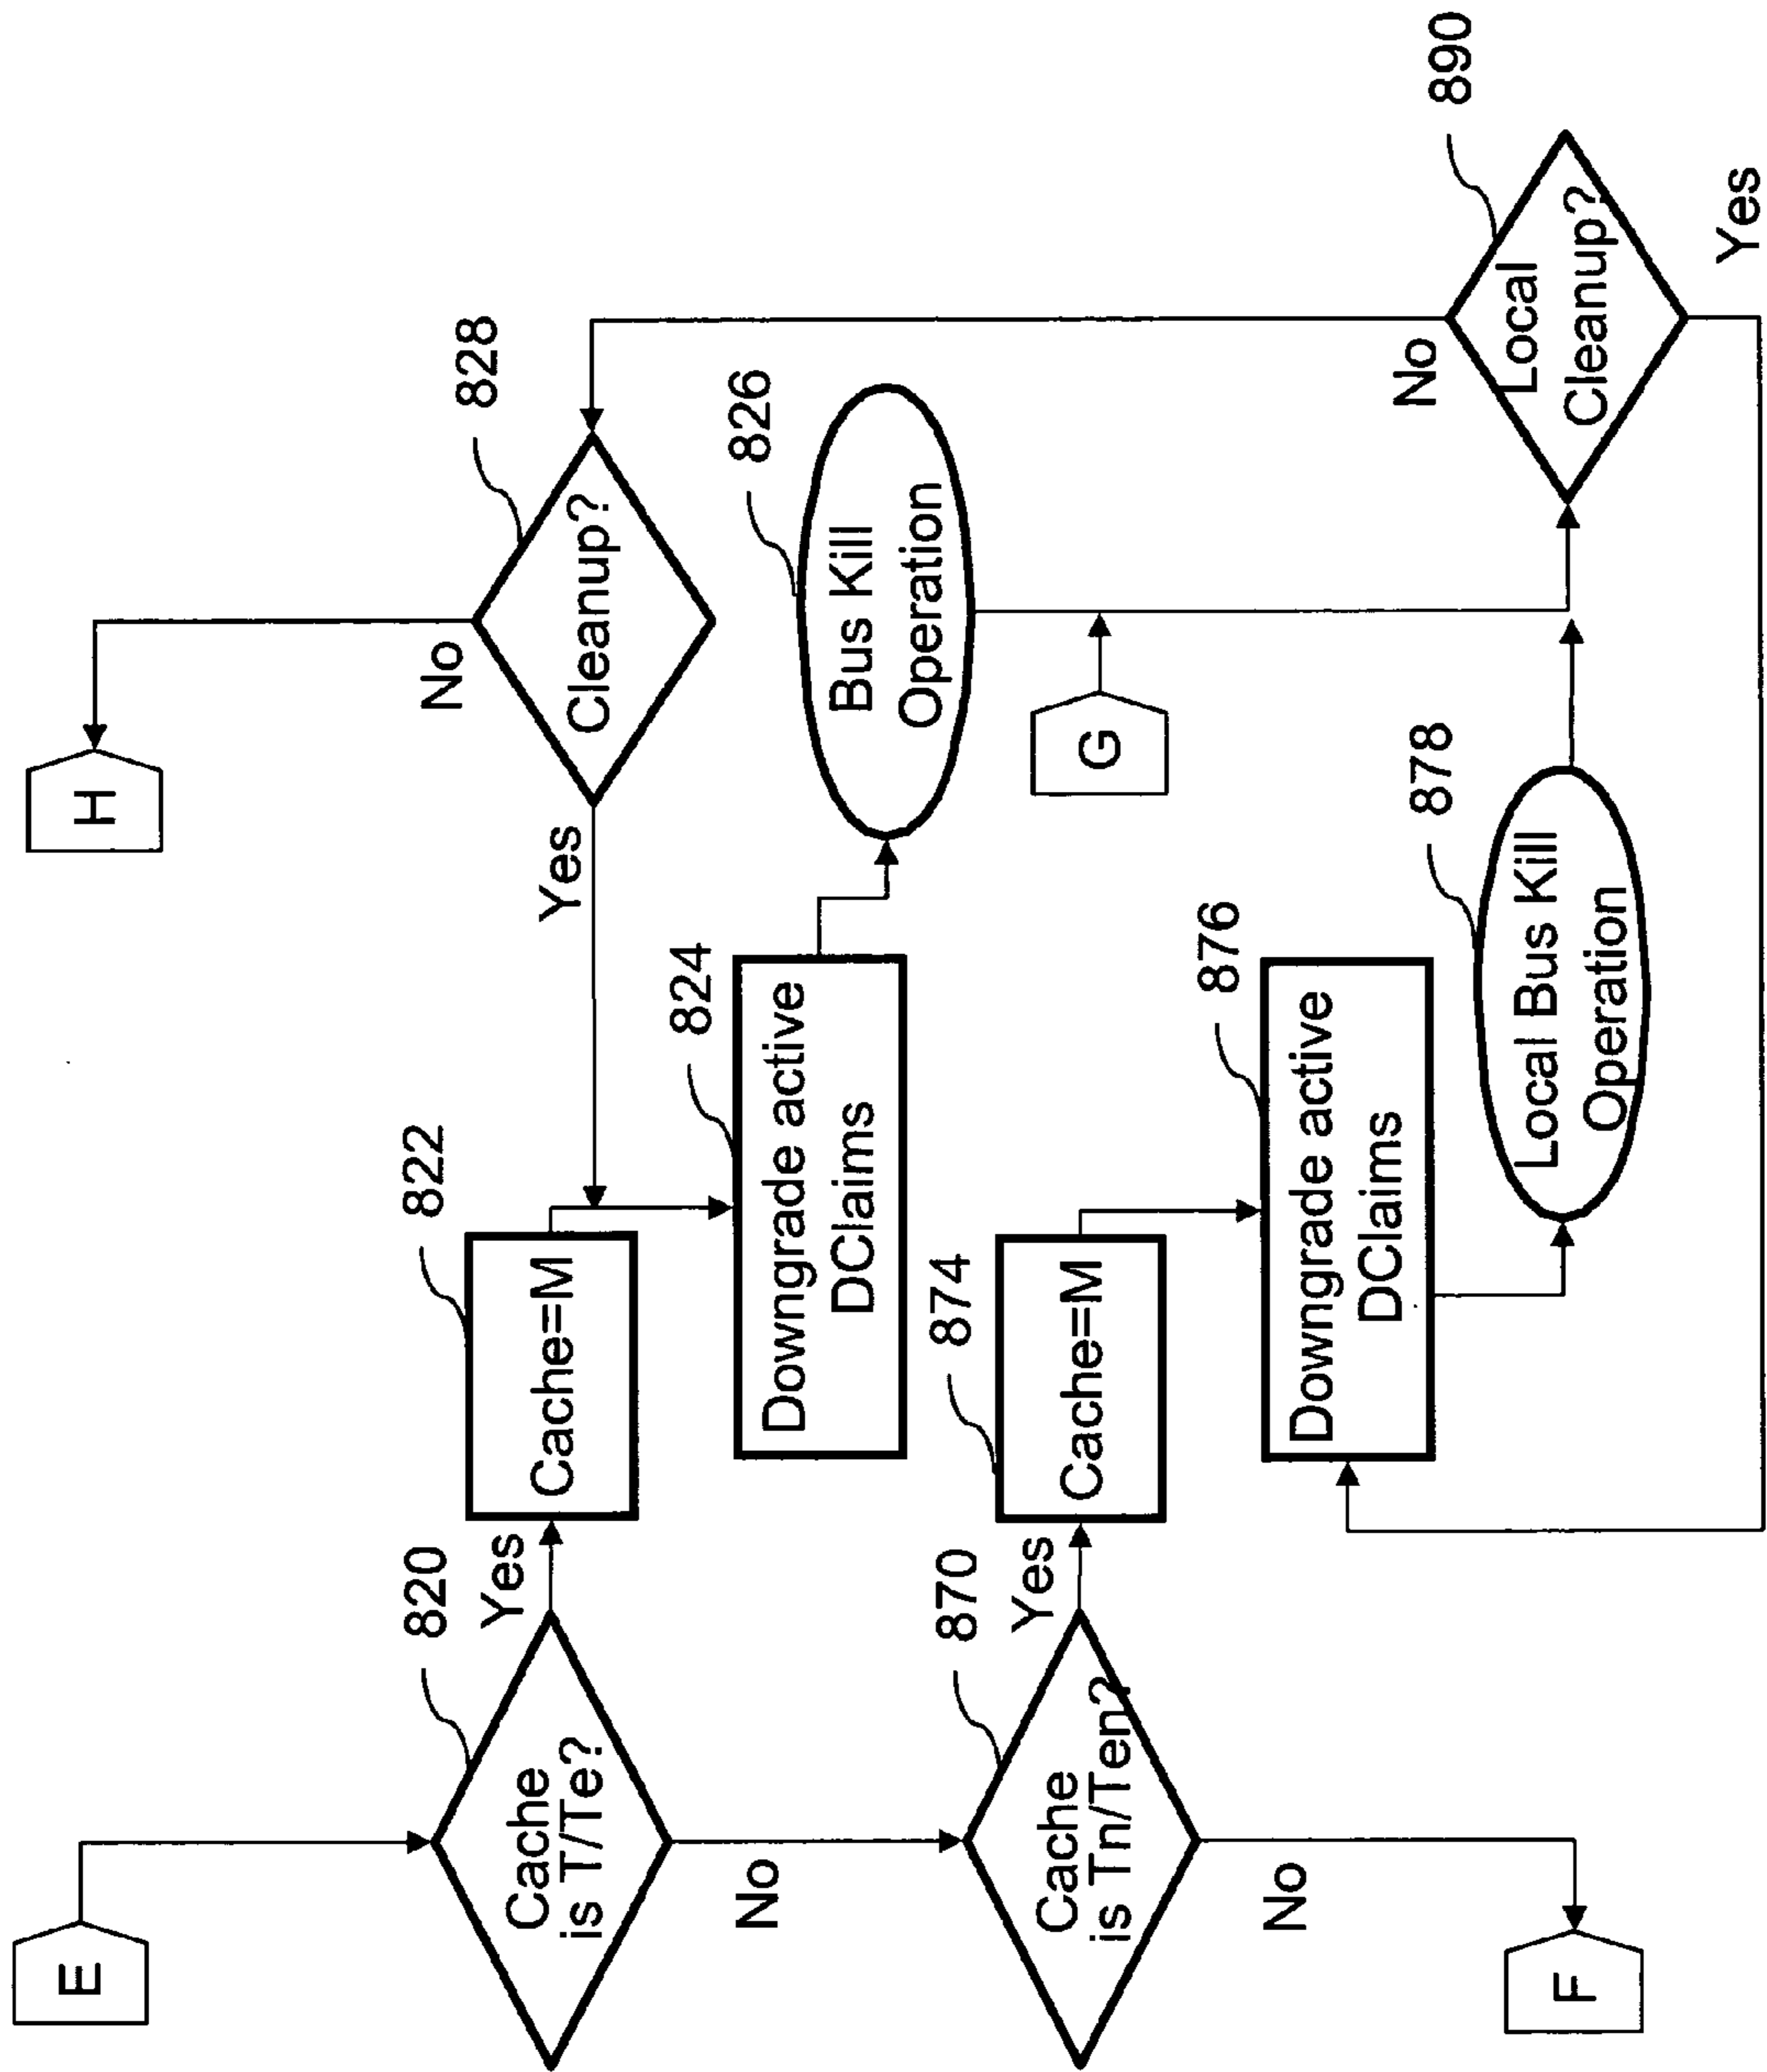 E
820
Cache
is T/Te?
Yes
No
822
Cache=M
824
Downgrade active
DClaims
826
Bus Kill
Operation
828
Cleanup?
Yes
No
H
870
Cache
is Tn/Ten?
Yes
No
F
874
Cache=M
876
Downgrade active
DClaims
878
Local Bus Kill
Operation
G
890
Local
Cleanup?
No
Yes